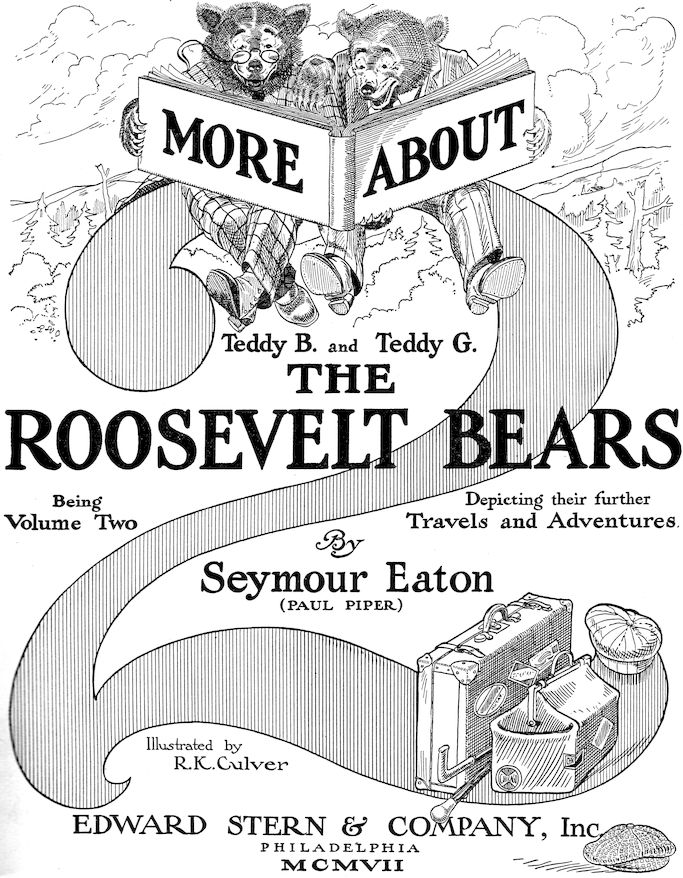 MORE ABOUT
Teddy B. and Teddy G.
THE
ROOSEVELT BEARS
Being
Volume Two
Depicting their further
Travels and Adventures.
By
Seymour Eaton
(PAUL PIPER)
Illustrated by
R.K. Culver
EDWARD STERN & COMPANY, Inc.
PHILADELPHIA
MCMVII